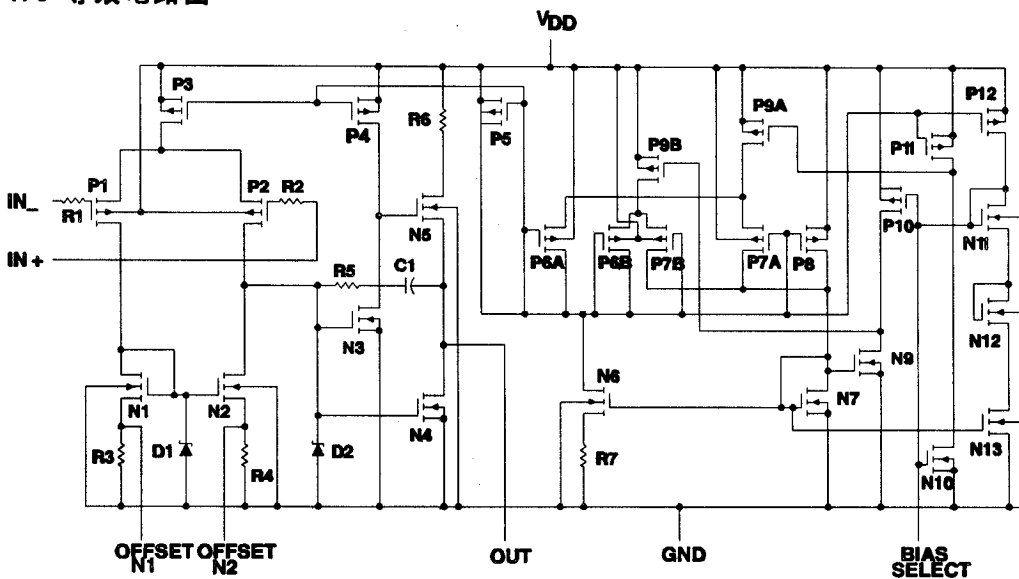 VDD
P3
P4
R6
P5
P9A
P12
P9B
P11
IN_
P1
P2
R2
R1
P10
N5
N11
IN+
P6A
P6B
P7B
P7A
P8
R5
C1
N3
N12
N9
N1
N2
N6
N7
N4
R3
D1
R4
D2
R7
N13
N10
OFFSET
N1
OFFSET
N2
OUT
GND
BIAS
SELECT